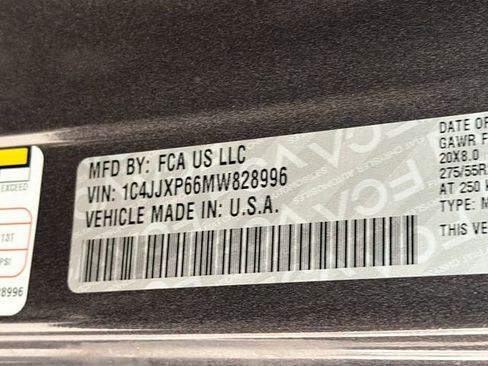 EXCEED
13T
PSI
28996
MFD BY: FCA US LLC
VIN: 1C4JJXP66MW828996
VEHICLE MADE IN: U.S.A.
DATE OF
GAWR F
20X8.0
275/55R
AT 250 k
TYPE: M
THIS VE